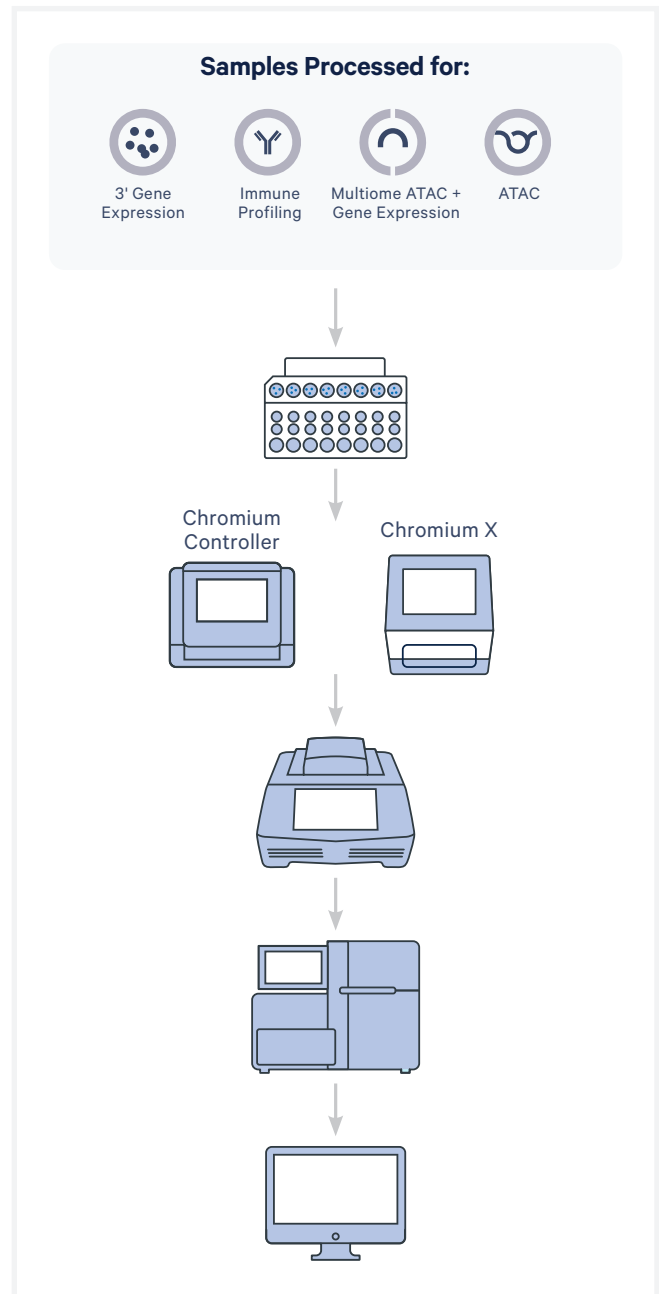 Samples Processed for:
3' Gene
Expression
Immune
Profiling
Multiome ATAC +
Gene Expression
ATAC
Chromium
Controller
Chromium X